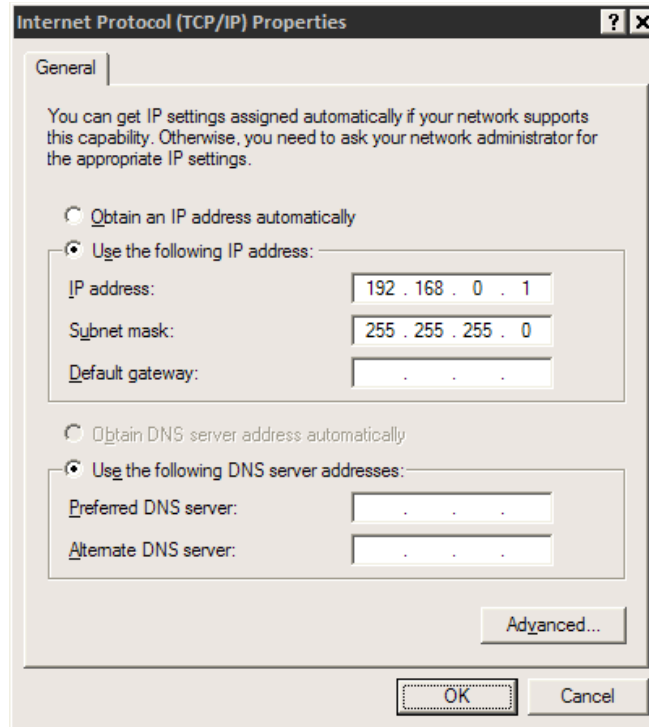 Internet Protocol (TCP/IP) Properties
General
You can get IP settings assigned automatically if your network supports
this capability. Otherwise, you need to ask your network administrator for
the appropriate IP settings.
Obtain an IP address automatically
Use the following IP address:
IP address: 192 . 168 . 0 . 1
Subnet mask: 255 . 255 . 255 . 0
Default gateway: . . .
Obtain DNS server address automatically
Use the following DNS server addresses:
Preferred DNS server: . . .
Alternate DNS server: . . .
Advanced...
OK Cancel